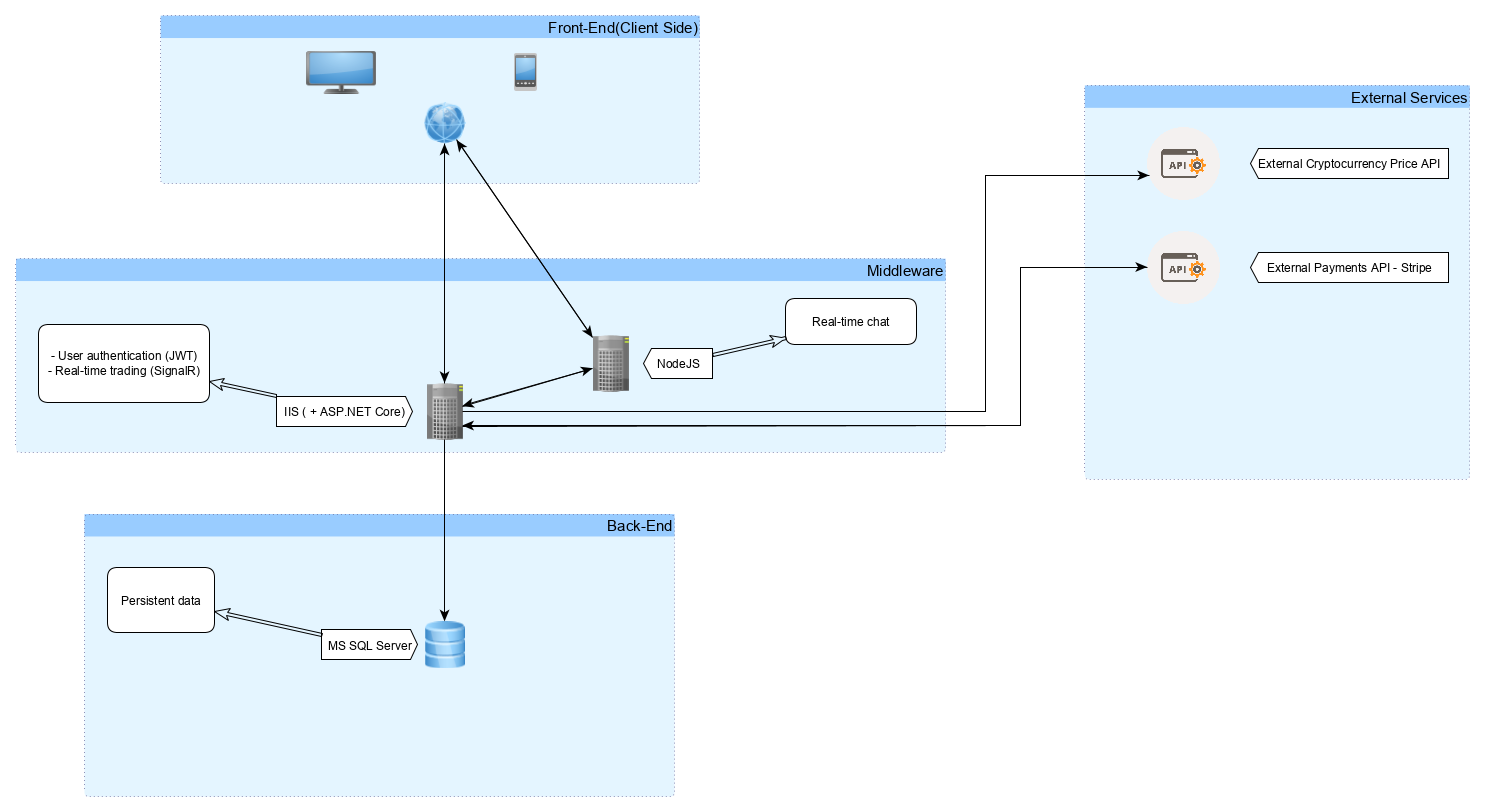 Front-End(Client Side)
External Services
API
External Cryptocurrency Price API
API
External Payments API - Stripe
Middleware
Real-time chat
NodeJS
- User authentication (JWT)
- Real-time trading (SignalR)
IIS ( + ASP.NET Core)
Back-End
Persistent data
MS SQL Server